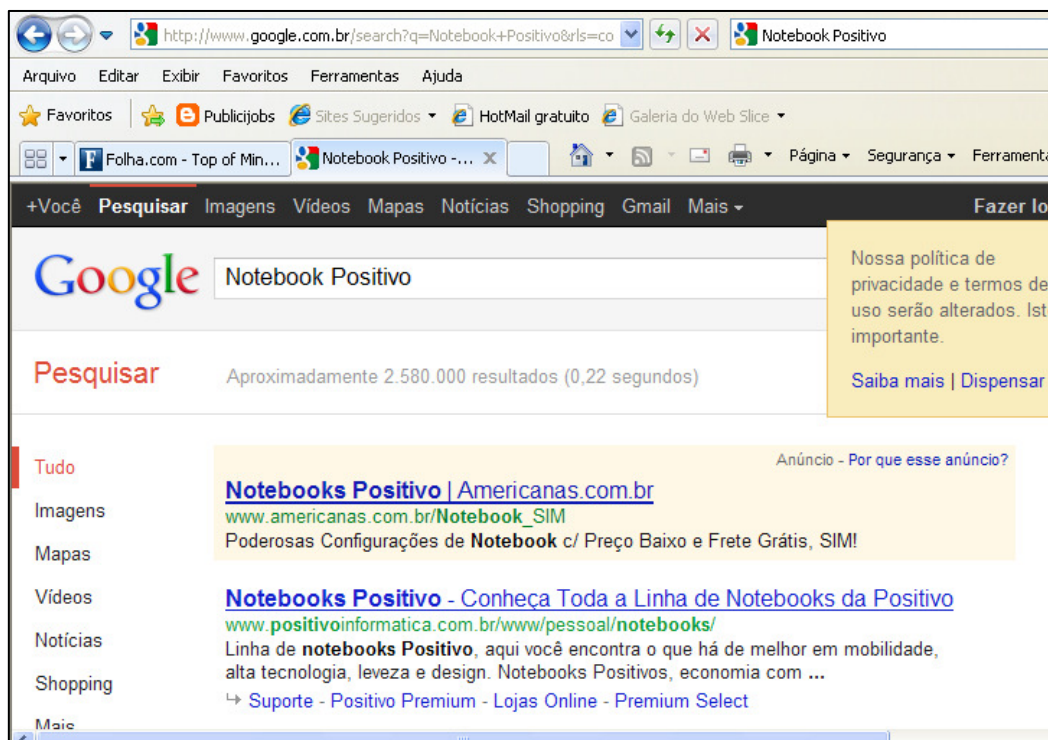 http://www.google.com.br/search?q=Notebook+Positivo&rls=co Notebook Positivo
Arquivo Editar Exibir Favoritos Ferramentas Ajuda
Favoritos Publicijobs Sites Sugeridos HotMail gratuito Galeria do Web Slice
Folha.com - Top of Min... Notebook Positivo -... Página Segurança Ferramenta
+Você Pesquisar Imagens Vídeos Mapas Notícias Shopping Gmail Mais Fazer lo
Google Notebook Positivo
Nossa política de
privacidade e termos de
uso serão alterados. Ist
importante.
Saiba mais | Dispensar
Pesquisar Aproximadamente 2.580.000 resultados (0,22 segundos)
Tudo
Imagens
Mapas
Vídeos
Notícias
Shopping
Mais
Anúncio - Por que esse anúncio?
Notebooks Positivo | Americanas.com.br
www.americanas.com.br/Notebook_SIM
Poderosas Configurações de Notebook c/ Preço Baixo e Frete Grátis, SIM!
Notebooks Positivo - Conheça Toda a Linha de Notebooks da Positivo
www.positivoinformatica.com.br/www/pessoal/notebooks/
Linha de notebooks Positivo, aqui você encontra o que há de melhor em mobilidade,
alta tecnologia, leveza e design. Notebooks Positivos, economia com ...
Suporte - Positivo Premium - Lojas Online - Premium Select